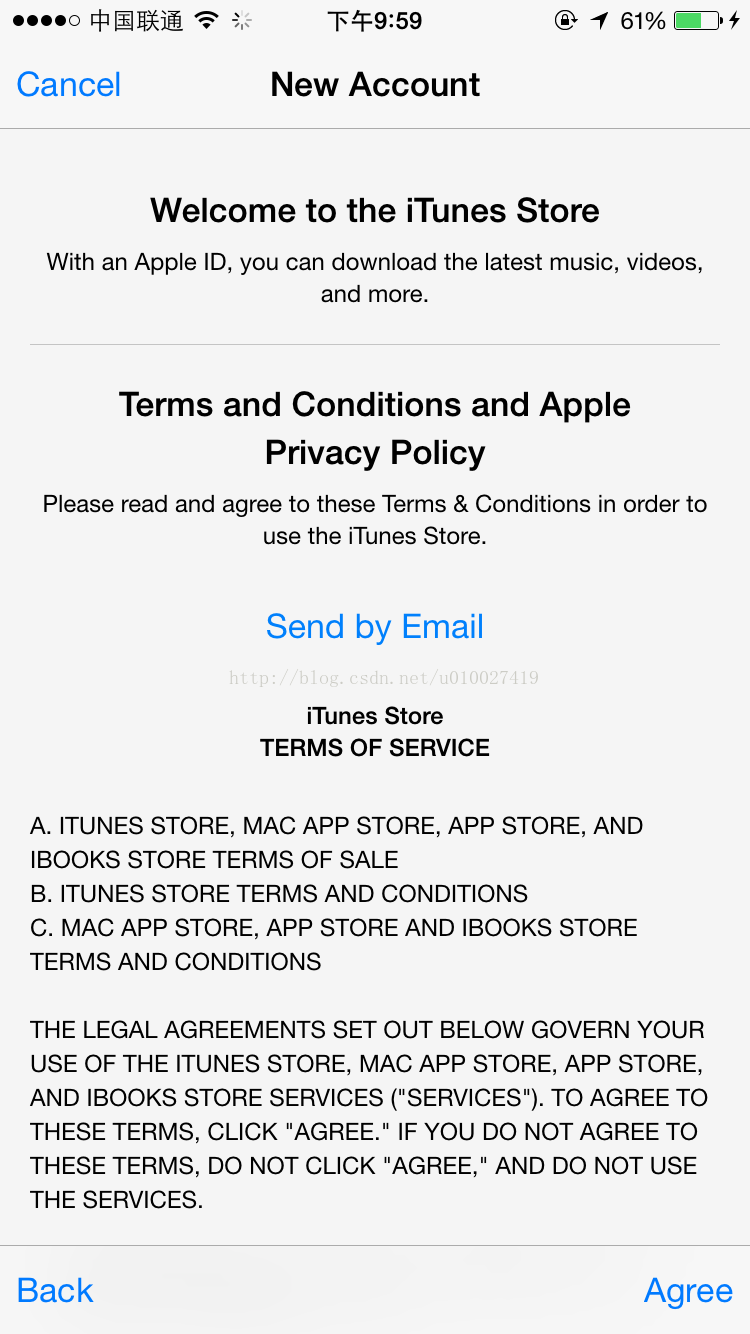 中国联通 下午9:59 61%
Cancel New Account
Welcome to the iTunes Store
With an Apple ID, you can download the latest music, videos,
and more.
Terms and Conditions and Apple
Privacy Policy
Please read and agree to these Terms & Conditions in order to
use the iTunes Store.
Send by Email
http://blog.csdn.net/u010027419
iTunes Store
TERMS OF SERVICE
A. ITUNES STORE, MAC APP STORE, APP STORE, AND
IBOOKS STORE TERMS OF SALE
B. ITUNES STORE TERMS AND CONDITIONS
C. MAC APP STORE, APP STORE AND IBOOKS STORE
TERMS AND CONDITIONS
THE LEGAL AGREEMENTS SET OUT BELOW GOVERN YOUR
USE OF THE ITUNES STORE, MAC APP STORE, APP STORE,
AND IBOOKS STORE SERVICES ("SERVICES"). TO AGREE TO
THESE TERMS, CLICK "AGREE." IF YOU DO NOT AGREE TO
THESE TERMS, DO NOT CLICK "AGREE," AND DO NOT USE
THE SERVICES.
Back Agree